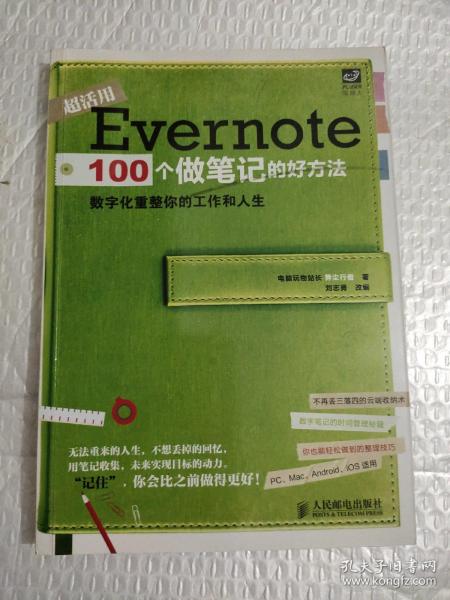 超活用
Evernote
100个做笔记的好方法
数字化重整你的工作和人生
电脑玩物站长 异尘行者 著
刘志勇 改编
不再丢三落四的云端收纳术
数字笔记的时间管理秘籍
你也能轻松做到的整理技巧
PC、Mac、Android、iOS 适用
无法重来的人生，不想丢掉的回忆，
用笔记收集，未来实现目标的动力。
“记住”，你会比之前做得更好！
人民邮电出版社
POSTS & TELECOM PRESS
孔夫子旧书网
www.kongfz.com